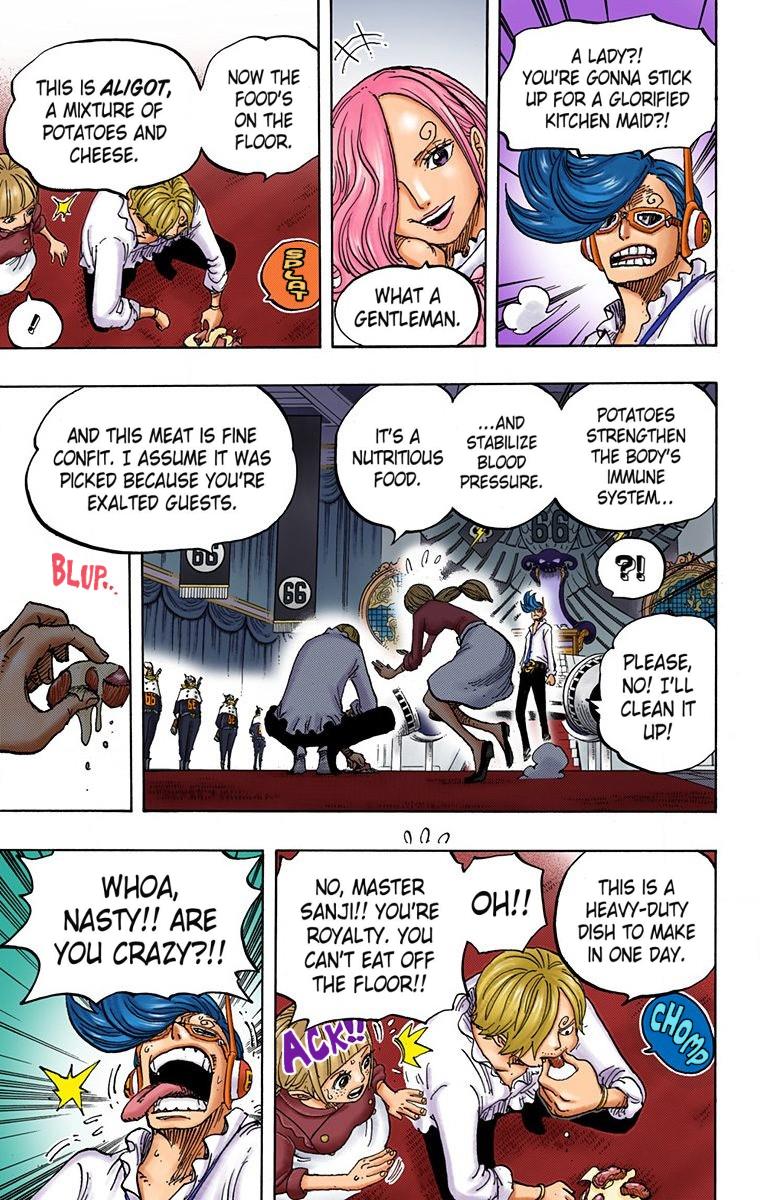 A LADY?!
YOU'RE GONNA STICK
UP FOR A GLORIFIED
KITCHEN MAID?!
WHAT A
GENTLEMAN.
NOW THE
FOOD'S
ON THE
FLOOR.
THIS IS ALIGOT,
A MIXTURE OF
POTATOES AND
CHEESE.
SPLAT
!
POTATOES
STRENGTHEN
THE BODY'S
IMMUNE
SYSTEM...
...AND
STABILIZE
BLOOD
PRESSURE.
IT'S A
NUTRITIOUS
FOOD.
?!
PLEASE,
NO! I'LL
CLEAN IT
UP!
AND THIS MEAT IS FINE
CONFIT. I ASSUME IT WAS
PICKED BECAUSE YOU'RE
EXALTED GUESTS.
66
66
66
66
BLUP..
THIS IS A
HEAVY-DUTY
DISH TO MAKE
IN ONE DAY.
CHOMP
OH!!
NO, MASTER
SANJI!! YOU'RE
ROYALTY. YOU
CAN'T EAT OFF
THE FLOOR!!
ACK!!
WHOA,
NASTY!! ARE
YOU CRAZY?!!